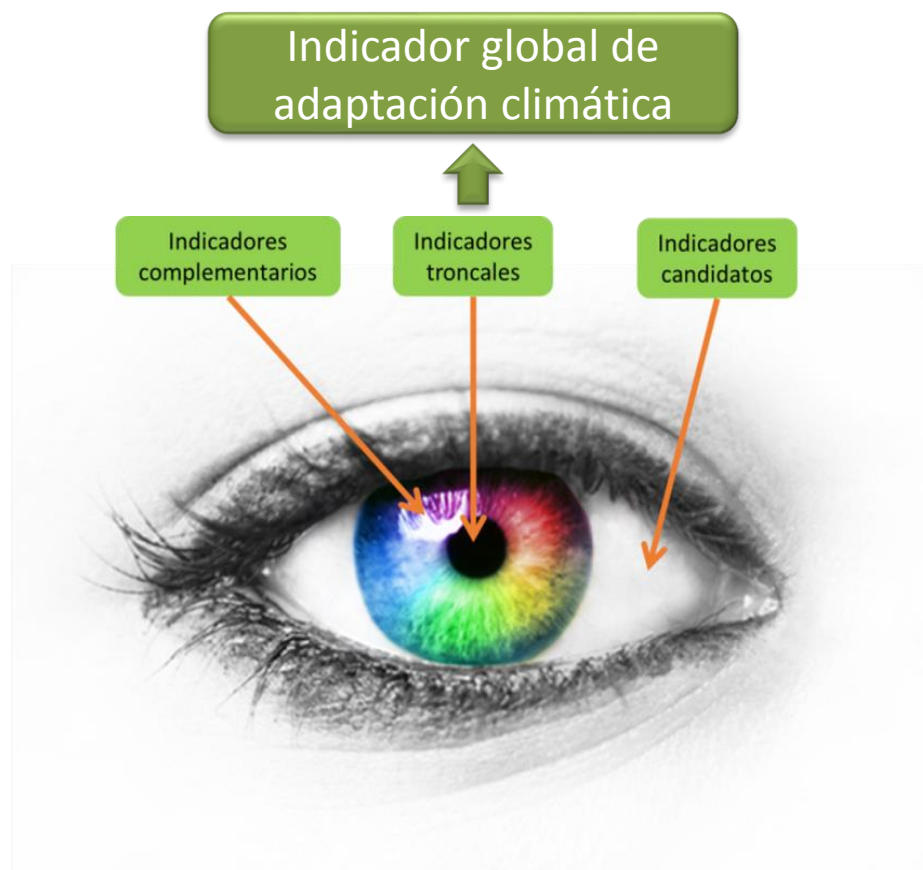 Indicador global de
adaptación climática
Indicadores
complementarios
Indicadores
troncales
Indicadores
candidatos